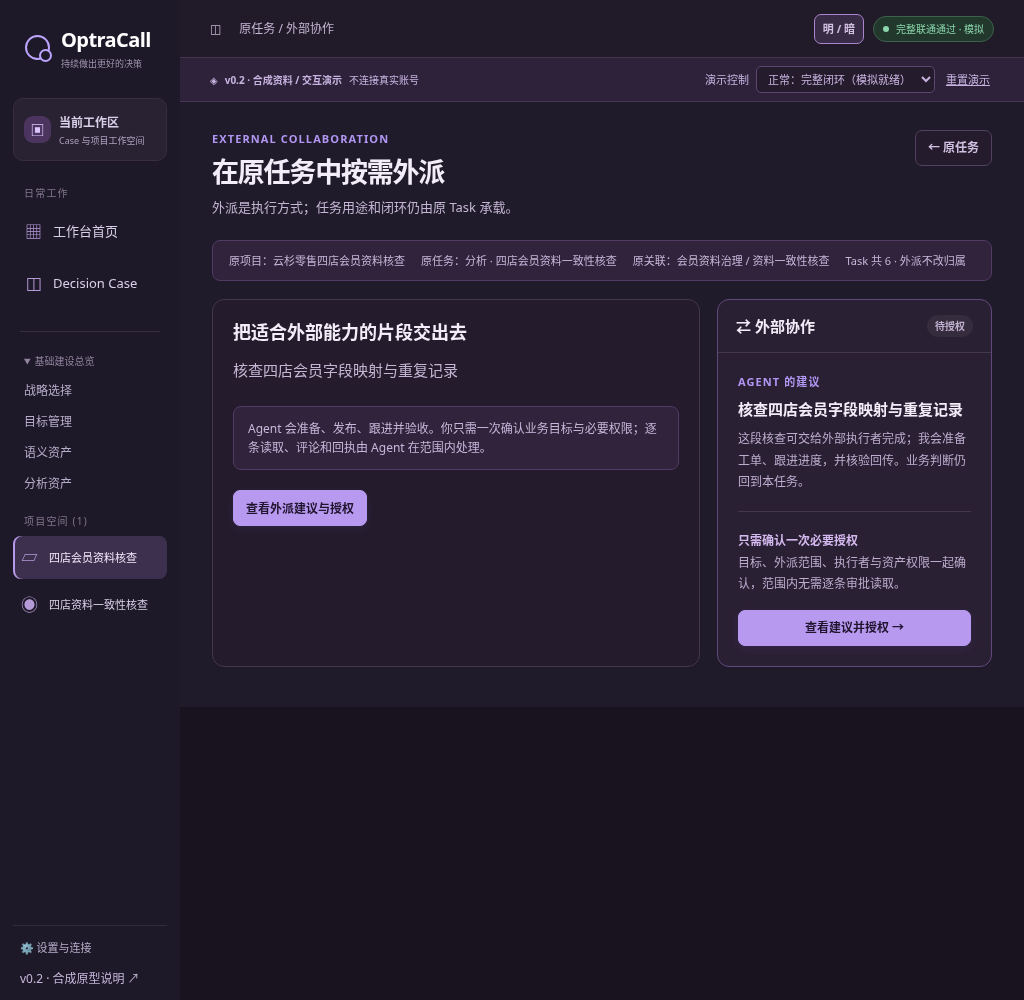 OptraCall
持续做出更好的决策
当前工作区
Case 与项目工作空间
日常工作
工作台首页
Decision Case
▼ 基础建设总览
战略选择
目标管理
语义资产
分析资产
项目空间 (1)
四店会员资料核查
四店资料一致性核查
⚙️ 设置与连接
v0.2 · 合成原型说明 ↗
原任务 / 外部协作
明 / 暗
完整联通通过 · 模拟
◈ v0.2 · 合成资料 / 交互演示 不连接真实账号
演示控制
正常：完整闭环（模拟就绪）
重置演示
EXTERNAL COLLABORATION
在原任务中按需外派
外派是执行方式；任务用途和闭环仍由原 Task 承载。
← 原任务
原项目：云杉零售四店会员资料核查 原任务：分析 · 四店会员资料一致性核查 原关联：会员资料治理 / 资料一致性核查 Task 共 6 · 外派不改归属
把适合外部能力的片段交出去
核查四店会员字段映射与重复记录
Agent 会准备、发布、跟进并验收。你只需一次确认业务目标与必要权限；逐
条读取、评论和回执由 Agent 在范围内处理。
查看外派建议与授权
⇄ 外部协作
待授权
AGENT 的建议
核查四店会员字段映射与重复记录
这段核查可交给外部执行者完成；我会准备
工单、跟进进度，并核验回传。业务判断仍
回到本任务。
只需确认一次必要授权
目标、外派范围、执行者与资产权限一起确
认，范围内无需逐条审批读取。
查看建议并授权 →